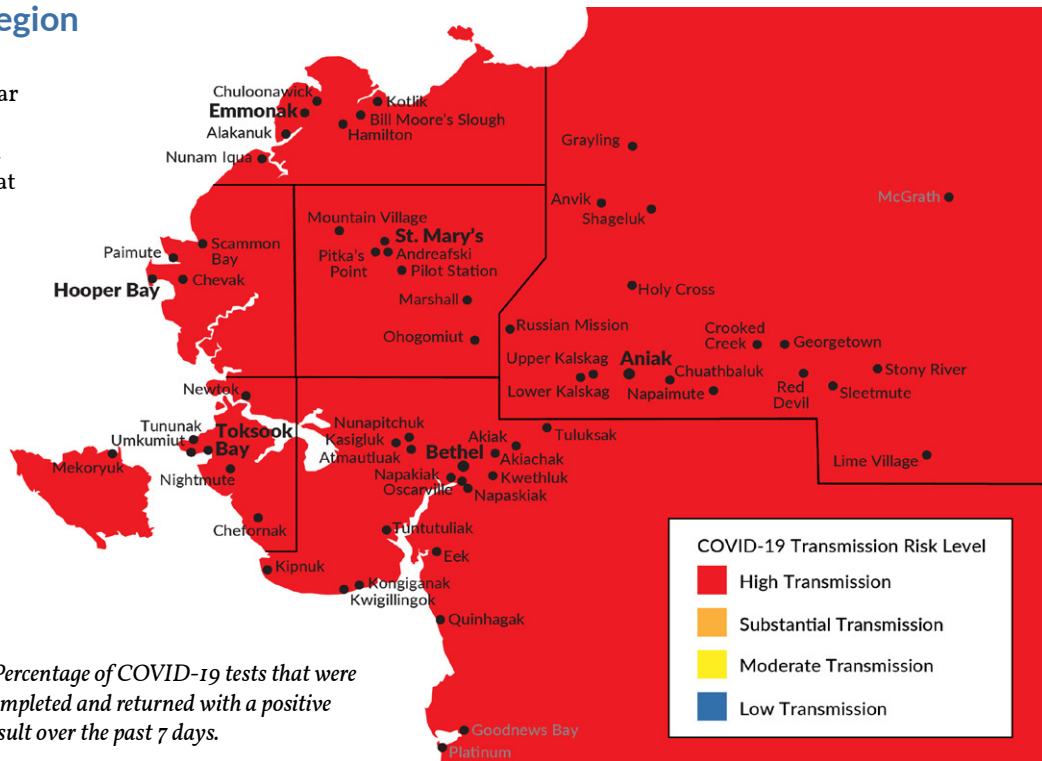 egion
ar
at
Chuloonawick
Kotlik
Emmonak
Bill Moore's Slough
Alakanuk
Hamilton
Nunam Iqua
Grayling
Anvik
Shageluk
McGrath
Mountain Village
St. Mary's
Pitka's
Point
Andreafski
Pilot Station
Scammon
Bay
Paimute
Chevak
Hooper Bay
Marshall
Holy Cross
Ohogomiut
Russian Mission
Crooked
Creek
Georgetown
Upper Kalskag
Aniak
Chuathbaluk
Stony River
Lower Kalskag
Napaimute
Red
Devil
Sleetmute
Newtok
Tununak
Umkumiut
Toksook
Bay
Mekoryuk
Nightmute
Nunapitchuk
Kasigluk
Atmautluak
Bethel
Akiak
Tuluksak
Akiachak
Napakiak
Kwethluk
Oscarville
Napaskiak
Lime Village
Chefornak
Tuntutuliak
Eek
Kipnuk
Kongiganak
Kwigillingok
Quinhagak
Goodnews Bay
Platinum
COVID-19 Transmission Risk Level
High Transmission
Substantial Transmission
Moderate Transmission
Low Transmission
Percentage of COVID-19 tests that were
mpleted and returned with a positive
sult over the past 7 days.